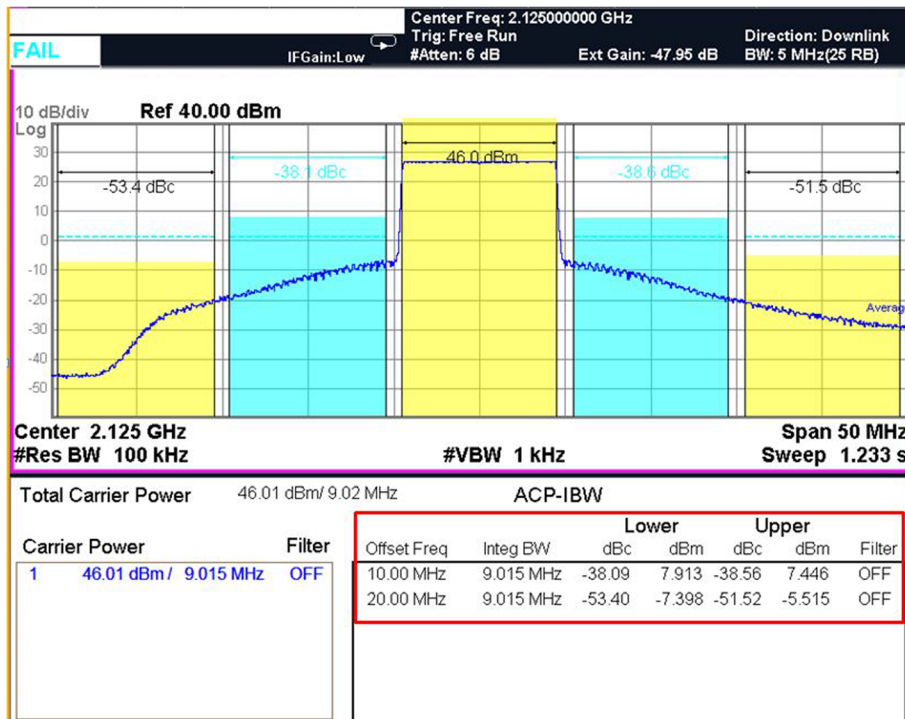 Center Freq: 2.125000000 GHz
FAIL
Trig: Free Run
Direction: Downlink
IFGain:Low
#Atten: 6 dB
Ext Gain: -47.95 dB
BW: 5 MHz(25 RB)
10 dB/div
Ref 40.00 dBm
Log
30
20
10
0
-10
-20
-30
-40
-50
-53.4 dBc
-38.1 dBc
46.0 dBm
-38.6 dBc
-51.5 dBc
Averag
Center 2.125 GHz
Span 50 MHz
#Res BW 100 kHz
#VBW 1 kHz
Sweep 1.233 s
Total Carrier Power 46.01 dBm/ 9.02 MHz
ACP-IBW
Carrier Power Filter
1 46.01 dBm / 9.015 MHz OFF
Lower Upper
Offset Freq Integ BW dBc dBm dBc dBm Filter
10.00 MHz 9.015 MHz -38.09 7.913 -38.56 7.446 OFF
20.00 MHz 9.015 MHz -53.40 -7.398 -51.52 -5.515 OFF